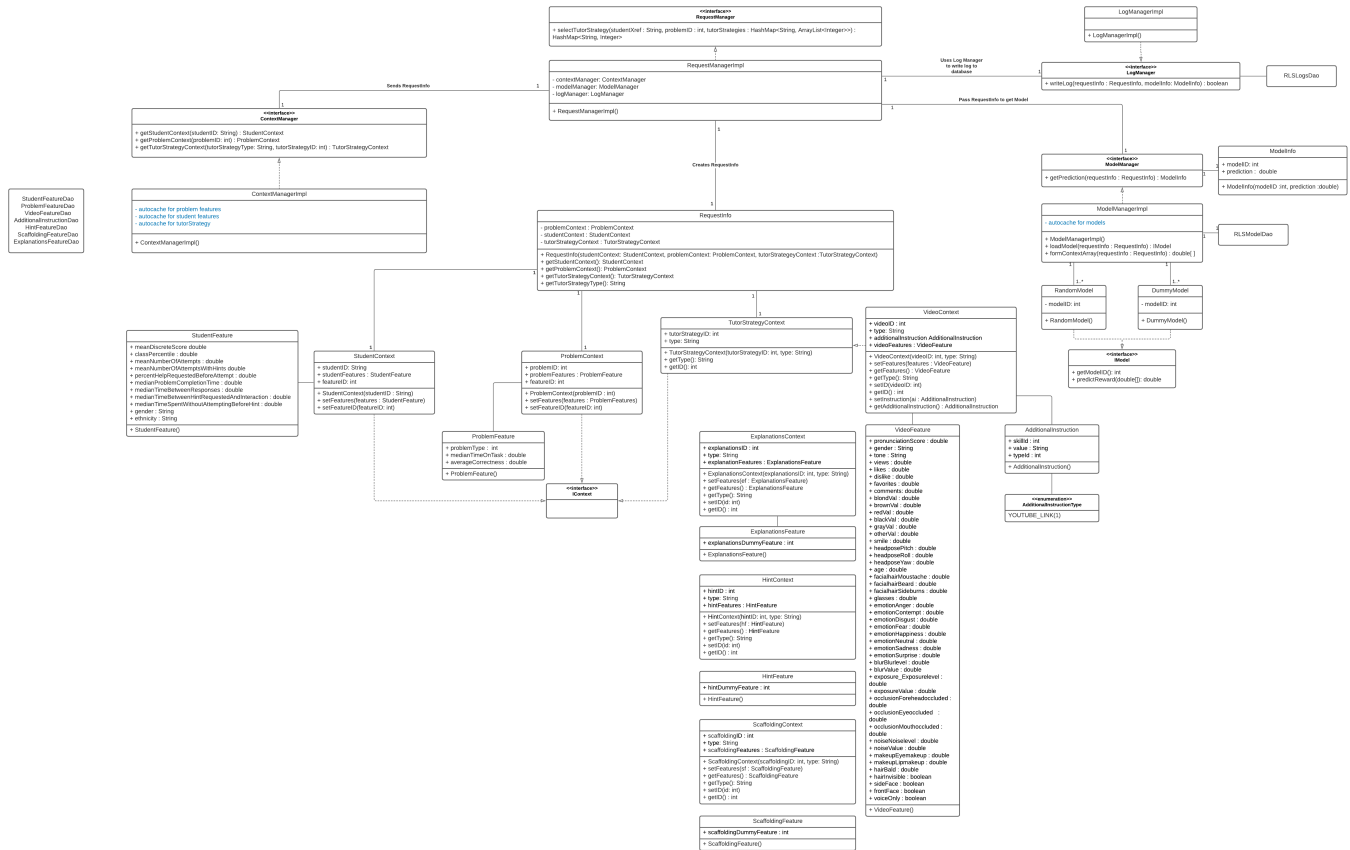 <<interface>>
RequestManager
+ selectTutorStrategy(studentXref : String, problemID : int, tutorStrategies : HashMap<String, ArrayList<Integer>>) :
HashMap<String, Integer>
LogManagerImpl
+ LogManagerImpl()
RequestManagerImpl
- contextManager: ContextManager
- modelManager: ModelManager
- logManager: LogManager
+ RequestManagerImpl()
Uses Log Manager
to write log to
database
1
1
<<interface>>
LogManager
+ writeLog(requestInfo : RequestInfo, modelInfo: ModelInfo) : boolean
RLSLogsDao
Sends RequestInfo
1
1
Pass RequestInfo to get Model
1
1
<<interface>>
ContextManager
+ getStudentContext(studentID: String) : StudentContext
+ getProblemContext(problemID: int) : ProblemContext
+ getTutorStrategyContext(tutorStrategyType: String, tutorStrategyID: int) : TutorStrategyContext
1
Creates RequestInfo
1
<<interface>>
ModelManager
+ getPrediction(requestInfo : RequestInfo) : ModelInfo
1
1
ModelInfo
+ modelID: int
+ prediction : double
+ ModelInfo(modelID :int, prediction :double)
StudentFeatureDao
ProblemFeatureDao
VideoFeatureDao
AdditionalInstructionDao
HintFeatureDao
ScaffoldingFeatureDao
ExplanationsFeatureDao
ContextManagerImpl
- autocache for problem features
- autocache for student features
- autocache for tutorStrategy
+ ContextManagerImpl()
ModelManagerImpl
- autocache for models
+ ModelManagerImpl()
+ loadModel(requestInfo : RequestInfo) : IModel
+ formContextArray(requestInfo : RequestInfo) : double[ ]
1
1
RLSModelDao
RequestInfo
- problemContext : ProblemContext
- studentContext : StudentContext
- tutorStrategyContext : TutorStrategyContext
+ RequestInfo(studentContext: StudentContext, problemContext: ProblemContext, tutorStrategeyContext :TutorStrategyContext)
+ getStudentContext(): StudentContext
+ getProblemContext(): ProblemContext
+ getTutorStrategyContext(): TutorStrategyContext
+ getTutorStrategyType(): String
1
1
1
1
1
1..*
1..*
RandomModel
- modelID: int
+ RandomModel()
DummyModel
- modelID: int
+ DummyModel()
<<interface>>
IModel
+ getModelID(): int
+ predictReward(double[]): double
1
1
1
StudentFeature
+ meanDiscreteScore double
+ classPercentile : double
+ meanNumberOfAttempts : double
+ meanNumberOfAttemptsWithHints double
+ percentHelpRequestedBeforeAttempt : double
+ medianProblemCompletionTime : double
+ medianTimeBetweenResponses : double
+ medianTimeBetweenHintRequestedAndInteraction : double
+ medianTimeSpentWithoutAttemptingBeforeHint : double
+ gender : String
+ ethnicity : String
+ StudentFeature()
StudentContext
+ studentID: String
+ studentFeatures : StudentFeature
+ featureID: int
+ StudentContext(studentID : String)
+ setFeatures(features : StudentFeature)
+ setFeatureID(featureID: int)
ProblemContext
+ problemID: int
+ problemFeatures : ProblemFeature
+ featureID: int
+ ProblemContext(problemID : int)
+ setFeatures(features : ProblemFeatures)
+ setFeatureID(featureID: int)
TutorStrategyContext
+ tutorStrategyID: int
+ type: String
+ TutorStrategyContext(tutorStrategyID: int, type: String)
+ getType(): String
+ getID(): int
VideoContext
+ videoID : int
+ type: String
+ additionalInstruction AdditionalInstruction
+ videoFeatures : VideoFeature
+ VideoContext(videoID: int, type: String)
+ setFeatures(features : VideoFeature)
+ getFeatures() : VideoFeature
+ getType(): String
+ setID(videoID: int)
+ getID() : int
+ setInstruction(ai : AdditionalInstruction)
+ getAdditionalInstruction() : AdditionalInstruction
ProblemFeature
+ problemType : int
+ medianTimeOnTask : double
+ averageCorrectness : double
+ ProblemFeature()
<<interface>>
IContext
ExplanationsContext
+ explanationsID : int
+ type: String
+ explanationFeatures : ExplanationsFeature
+ ExplanationsContext(explanationsID: int, type: String)
+ setFeatures(ef : ExplanationsFeature)
+ getFeatures() : ExplanationsFeature
+ getType(): String
+ setID(id: int)
+ getID() : int
ExplanationsFeature
+ explanationsDummyFeature : int
+ ExplanationsFeature()
HintContext
+ hintID : int
+ type: String
+ hintFeatures : HintFeature
+ HintContext(hintID: int, type: String)
+ setFeatures(hf : HintFeature)
+ getFeatures() : HintFeature
+ getType(): String
+ setID(id: int)
+ getID() : int
HintFeature
+ hintDummyFeature : int
+ HintFeature()
ScaffoldingContext
+ scaffoldingID : int
+ type: String
+ scaffoldingFeatures : ScaffoldingFeature
+ ScaffoldingContext(scaffoldingID: int, type: String)
+ setFeatures(sf : ScaffoldingFeature)
+ getFeatures() : ScaffoldingFeature
+ getType(): String
+ setID(id: int)
+ getID() : int
ScaffoldingFeature
+ scaffoldingDummyFeature : int
+ ScaffoldingFeature()
VideoFeature
+ pronunciationScore : double
+ gender : String
+ tone : String
+ views : double
+ likes : double
+ dislike : double
+ favorites : double
+ comments: double
+ blondVal : double
+ brownVal : double
+ redVal : double
+ blackVal : double
+ grayVal : double
+ otherVal : double
+ smile : double
+ headposePitch : double
+ headposeRoll : double
+ headposeYaw : double
+ age : double
+ facialhairMoustache : double
+ facialhairBeard : double
+ facialhairSideburns : double
+ glasses : double
+ emotionAnger : double
+ emotionContempt : double
+ emotionDisgust : double
+ emotionFear : double
+ emotionHappiness : double
+ emotionNeutral : double
+ emotionSadness : double
+ emotionSurprise : double
+ blurBlurlevel : double
+ blurValue : double
+ exposure_Exposurelevel :
double
+ exposureValue : double
+ occlusionForeheadoccluded :
double
+ occlusionEyeoccluded :
double
+ occlusionMouthoccluded :
double
+ noiseNoiselevel : double
+ noiseValue : double
+ makeupEyemakeup : double
+ makeupLipmakeup : double
+ hairBald : double
+ hairInvisible : boolean
+ sideFace : boolean
+ frontFace : boolean
+ voiceOnly : boolean
+ VideoFeature()
AdditionalInstruction
+ skillId : int
+ value : String
+ typeId : int
+ AdditionalInstruction()
<<enumeration>>
AdditionalInstructionType
YOUTUBE_LINK(1)